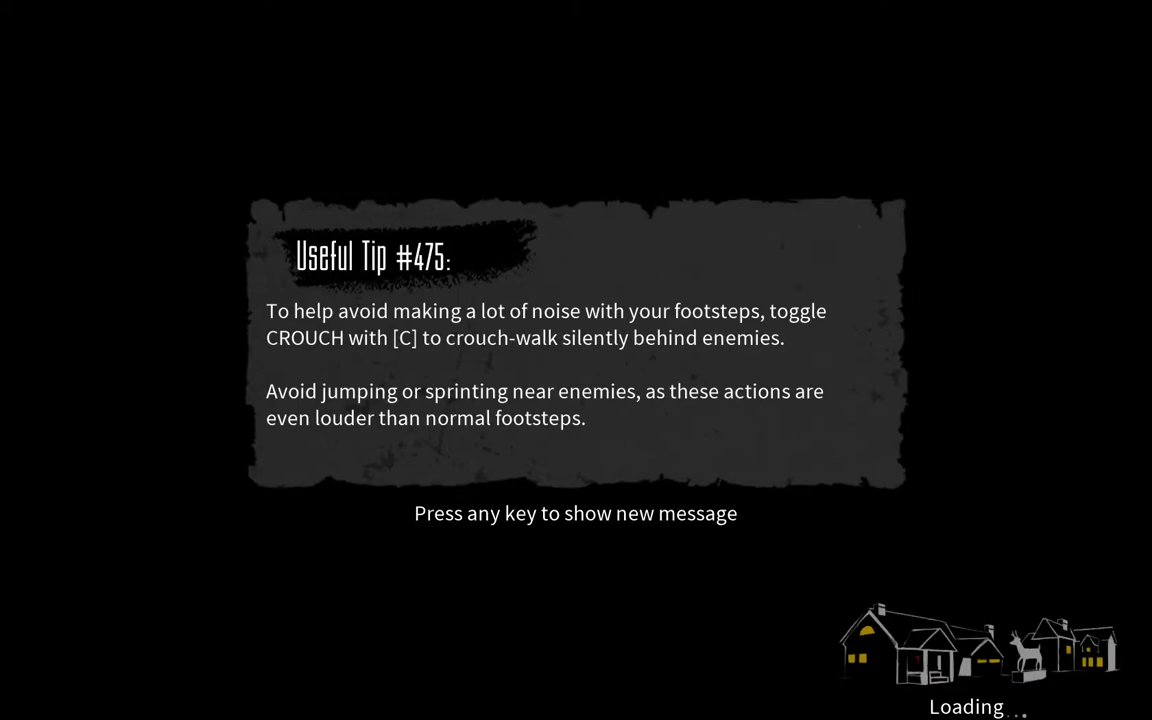 Useful Tip #475:
To help avoid making a lot of noise with your footsteps, toggle
CROUCH with [C] to crouch-walk silently behind enemies.
Avoid jumping or sprinting near enemies, as these actions are
even louder than normal footsteps.
Press any key to show new message
Loading...